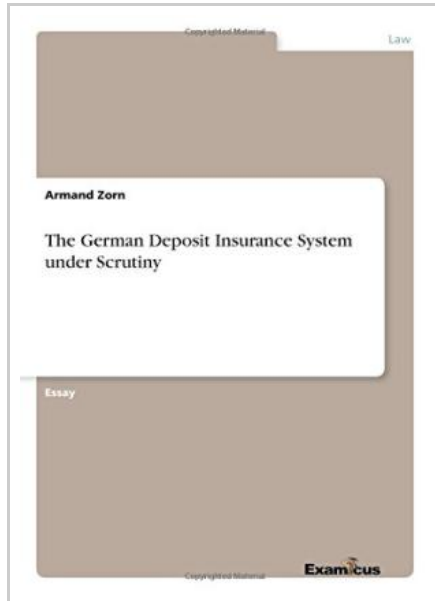 Copyrighted Material
Law
Armand Zorn
The German Deposit Insurance System
under Scrutiny
Essay
Examicus
Copyrighted Material